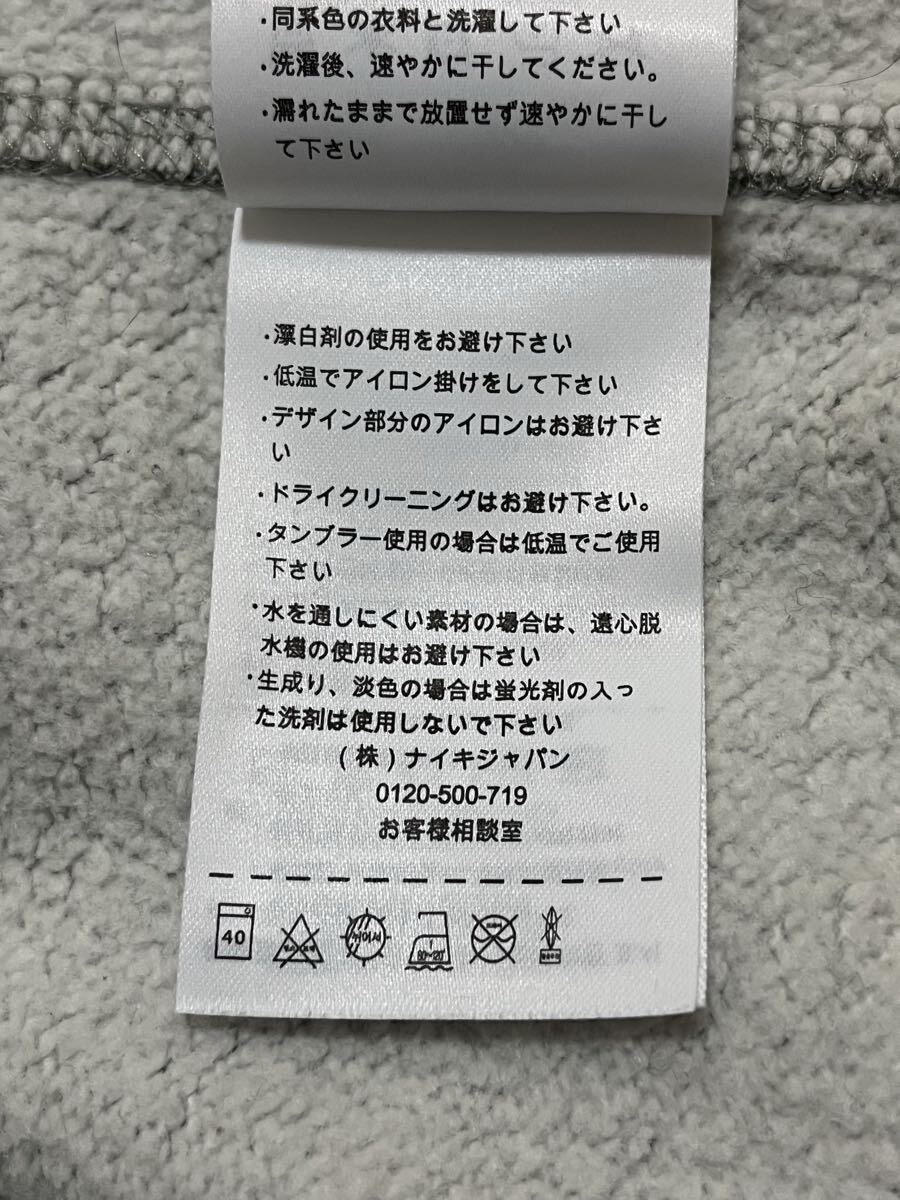 ・同系色の衣料と洗濯して下さい
・洗濯後、速やかに干してください。
・濡れたままで放置せず速やかに干し
て下さい
・漂白剤の使用をお避け下さい
・低温でアイロン掛けをして下さい
・デザイン部分のアイロンはお避け下さ
い
・ドライクリーニングはお避け下さい。
・タンブラー使用の場合は低温でご使用
下さい
・水を通しにくい素材の場合は、遠心脱
水機の使用はお避け下さい
・生成り、淡色の場合は蛍光剤の入っ
た洗剤は使用しないで下さい
(株)ナイキジャパン
0120-500-719
お客様相談室
40 80~120